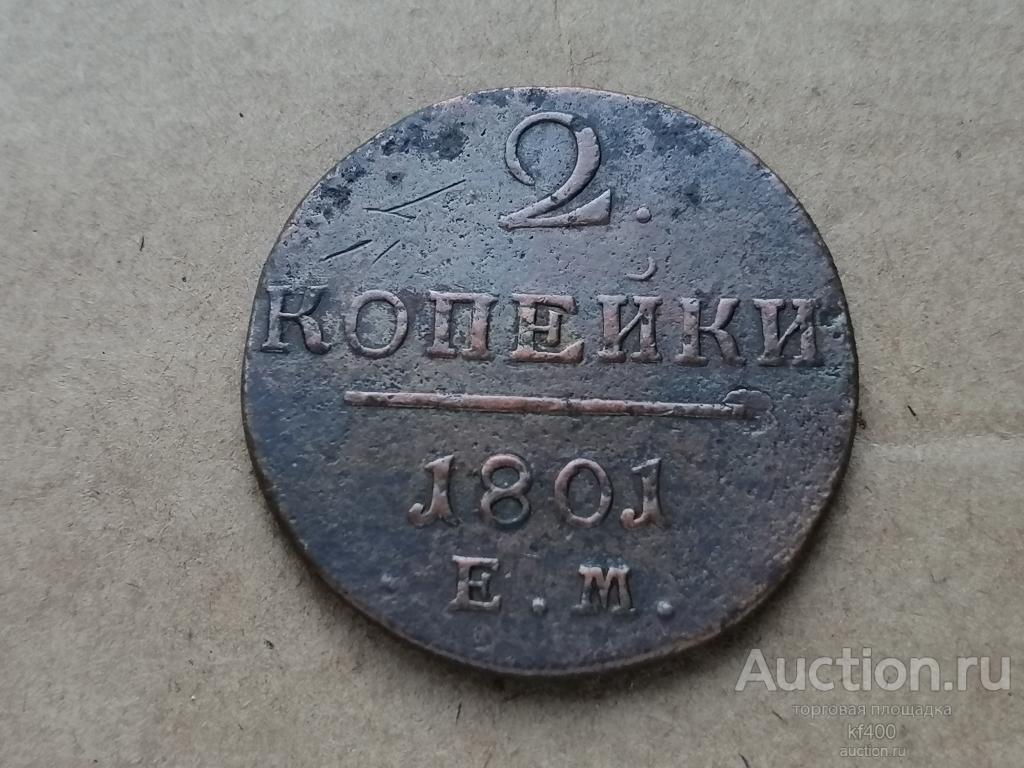 2.
КОПЕЙКИ
1801
Е.М.
Auction.ru
торговая площадка
kf400
auction.ru